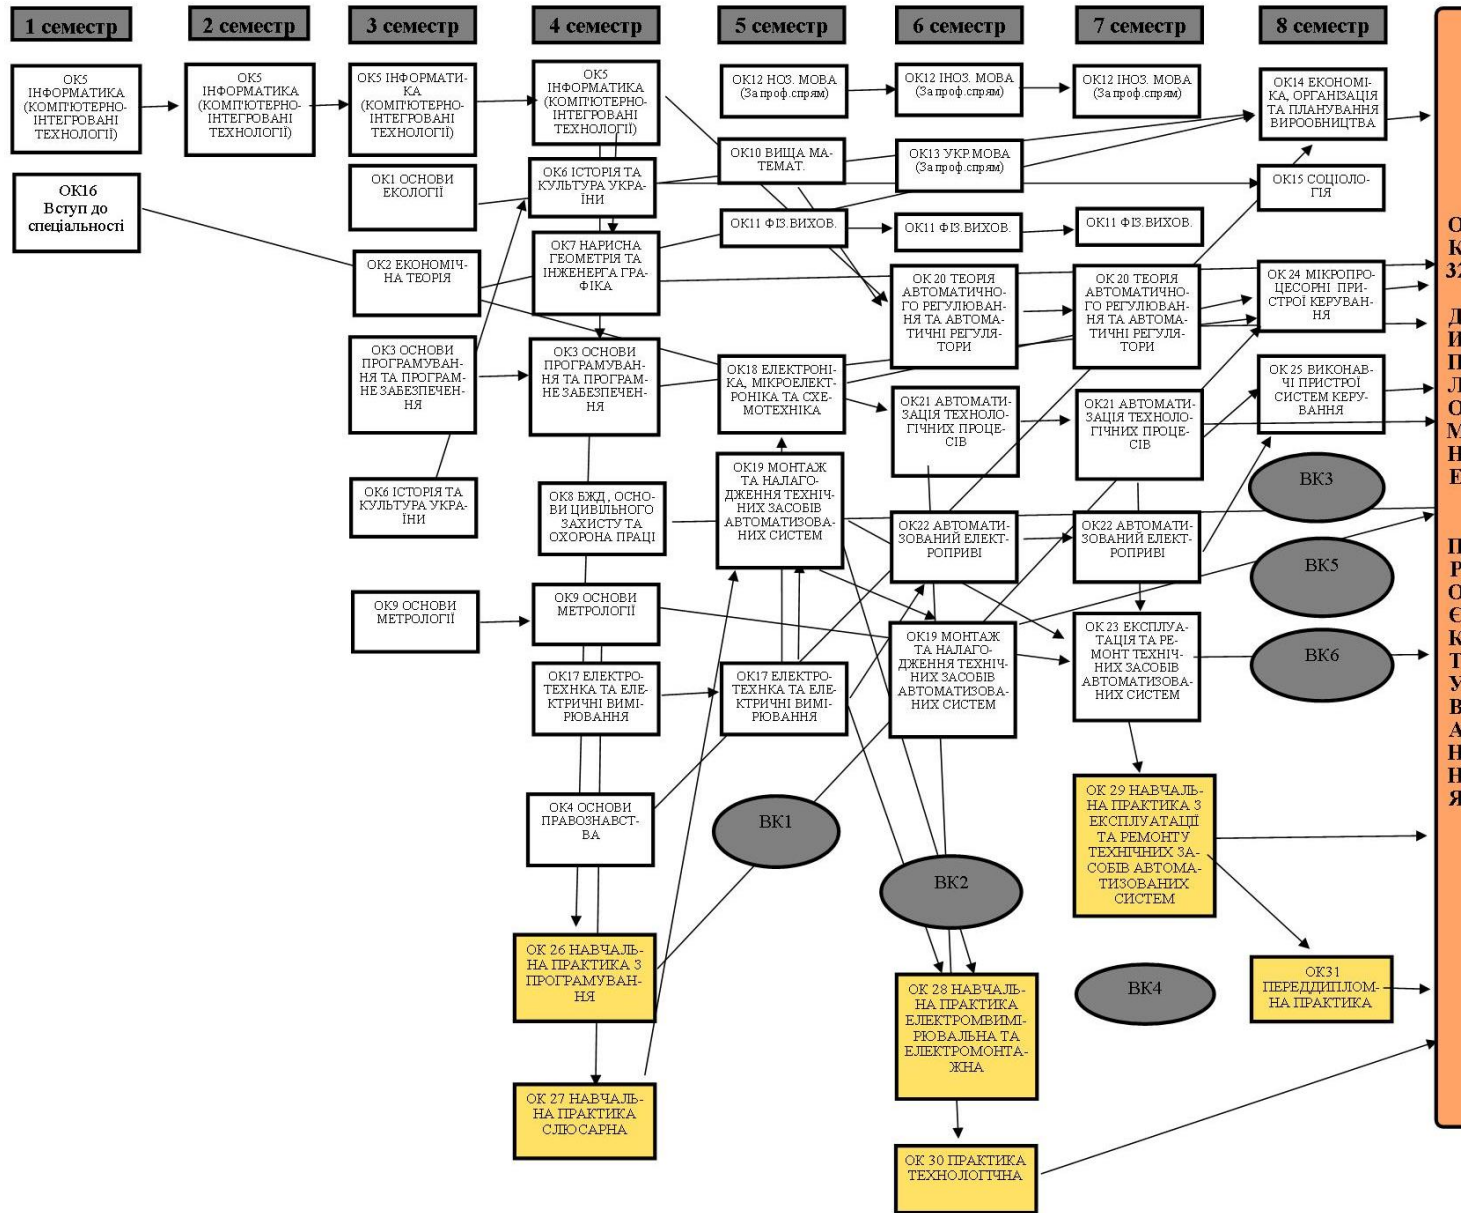 1 семестр
2 семестр
3 семестр
4 семестр
5 семестр
6 семестр
7 семестр
8 семестр
ОК5
ІНФОРМАТИКА
(КОМП'ЮТЕРНО-
ІНТЕГРОВАНІ
ТЕХНОЛОГІЇ)
ОК16
Вступ до
спеціальності
ОК5
ІНФОРМАТИКА
(КОМП'ЮТЕРНО-
ІНТЕГРОВАНІ
ТЕХНОЛОГІЇ)
ОК5 ІНФОРМАТИ-
КА
(КОМП'ЮТЕРНО-
ІНТЕГРОВАНІ
ТЕХНОЛОГІЇ)
ОК1 ОСНОВИ
ЕКОЛОГІЇ
ОК2 ЕКОНОМІЧ-
НА ТЕОРІЯ
ОК3 ОСНОВИ
ПРОГРАМУВАН-
НЯ ТА ПРОГРАМ-
НЕ ЗАБЕЗПЕЧЕН-
НЯ
ОК6 ІСТОРІЯ ТА
КУЛЬТУРА УКРА-
ЇНИ
ОК9 ОСНОВИ
МЕТРОЛОГІЇ
ОК5
ІНФОРМАТИКА
(КОМП'ЮТЕРНО-
ІНТЕГРОВАНІ
ТЕХНОЛОГІЇ)
ОК6 ІСТОРІЯ ТА
КУЛЬТУРА УКРА-
ЇНИ
ОК7 НАРИСНА
ГЕОМЕТРІЯ ТА
ІНЖЕНЕРГА ГРА-
ФІКА
ОК3 ОСНОВИ
ПРОГРАМУВАН-
НЯ ТА ПРОГРАМ-
НЕ ЗАБЕЗПЕЧЕН-
НЯ
ОК8 БЖД , ОСНО-
ВИ ЦИВІЛЬНОГО
ЗАХИСТУ ТА
ОХОРОНА ПРАЦІ
ОК9 ОСНОВИ
МЕТРОЛОГІЇ
ОК17 ЕЛЕКТРО-
ТЕХНКА ТА ЕЛЕ-
КТРИЧНІ ВИМІ-
РЮВАННЯ
ОК4 ОСНОВИ
ПРАВОЗНАВСТ-
ВА
ОК 26 НАВЧАЛЬ-
НА ПРАКТИКА З
ПРОГРАМУВАН-
НЯ
ОК 27 НАВЧАЛЬ-
НА ПРАКТИКА
СЛЮСАРНА
ОК12 НОЗ. МОВА
(За проф.спрям)
ОК10 ВИЩА МА-
ТЕМАТ.
ОК11 ФІЗ.ВИХОВ.
ОК18 ЕЛЕКТРОНІ-
КА, МІКРОЕЛЕКТ-
РОНІКА ТА СХЕ-
МОТЕХНІКА
ОК19 МОНТАЖ
ТА НАЛАГО-
ДЖЕННЯ ТЕХНІЧ-
НИХ ЗАСОБІВ
АВТОМАТИЗОВА-
НИХ СИСТЕМ
ОК17 ЕЛЕКТРО-
ТЕХНКА ТА ЕЛЕ-
КТРИЧНІ ВИМІ-
РЮВАННЯ
ВК1
ОК12 ІНОЗ. МОВА
(За проф.спрям)
ОК13 УКР.МОВА
(За проф.спрям)
ОК11 ФІЗ.ВИХОВ.
ОК 20 ТЕОРІЯ
АВТОМАТИЧНО-
ГО РЕГУЛЮВАН-
НЯ ТА АВТОМА-
ТИЧНІ РЕГУЛЯ-
ТОРИ
ОК21 АВТОМАТИ-
ЗАЦІЯ ТЕХНОЛО-
ГІЧНИХ ПРОЦЕ-
СІВ
ОК22 АВТОМАТИ-
ЗОВАНИЙ ЕЛЕКТ-
РОПРИВІ
ОК19 МОНТАЖ
ТА НАЛАГО-
ДЖЕННЯ ТЕХНІЧ-
НИХ ЗАСОБІВ
АВТОМАТИЗОВА-
НИХ СИСТЕМ
ВК2
ОК 28 НАВЧАЛЬ-
НА ПРАКТИКА
ЕЛЕКТРОМВИМІ-
РЮВАЛЬНА ТА
ЕЛЕКТРОМОНТА-
ЖНА
ОК 30 ПРАКТИКА
ТЕХНОЛОГІЧНА
ОК12 ІНОЗ. МОВА
(За проф.спрям)
ОК11 ФІЗ.ВИХОВ.
ОК 20 ТЕОРІЯ
АВТОМАТИЧНО-
ГО РЕГУЛЮВАН-
НЯ ТА АВТОМА-
ТИЧНІ РЕГУЛЯ-
ТОРИ
ОК21 АВТОМАТИ-
ЗАЦІЯ ТЕХНОЛО-
ГІЧНИХ ПРОЦЕ-
СІВ
ОК22 АВТОМАТИ-
ЗОВАНИЙ ЕЛЕКТ-
РОПРИВІ
ОК 23 ЕКСПЛУА-
ТАЦІЯ ТА РЕ-
МОНТ ТЕХНІЧ-
НИХ ЗАСОБІВ
АВТОМАТИЗОВА-
НИХ СИСТЕМ
ОК 29 НАВЧАЛЬ-
НА ПРАКТИКА З
ЕКСПЛУАТАЦІЇ
ТА РЕМОНТУ
ТЕХНІЧНИХ ЗА-
СОБІВ АВТОМА-
ТИЗОВАНИХ
СИСТЕМ
ВК4
ОК14 ЕКОНОМІ-
КА, ОРГАНІЗАЦІЯ
ТА ПЛАНУВАННЯ
ВИРООБНИЦТВА
ОК15 СОЦІОЛО-
ГІЯ
ОК 24 МІКРОПРО-
ЦЕСОРНІ ПРИ-
СТРОЇ КЕРУВАН-
НЯ
ОК 25 ВИКОНАВ-
ЧІ ПРИСТРОЇ
СИСТЕМ КЕРУ-
ВАННЯ
ВК3
ВК5
ВК6
ОК31
ПЕРЕДДИПЛОМ-
НА ПРАКТИКА
О
К
32
Д
И
П
Л
О
М
Н
Е
П
Р
О
Є
К
Т
У
В
А
Н
Н
Я